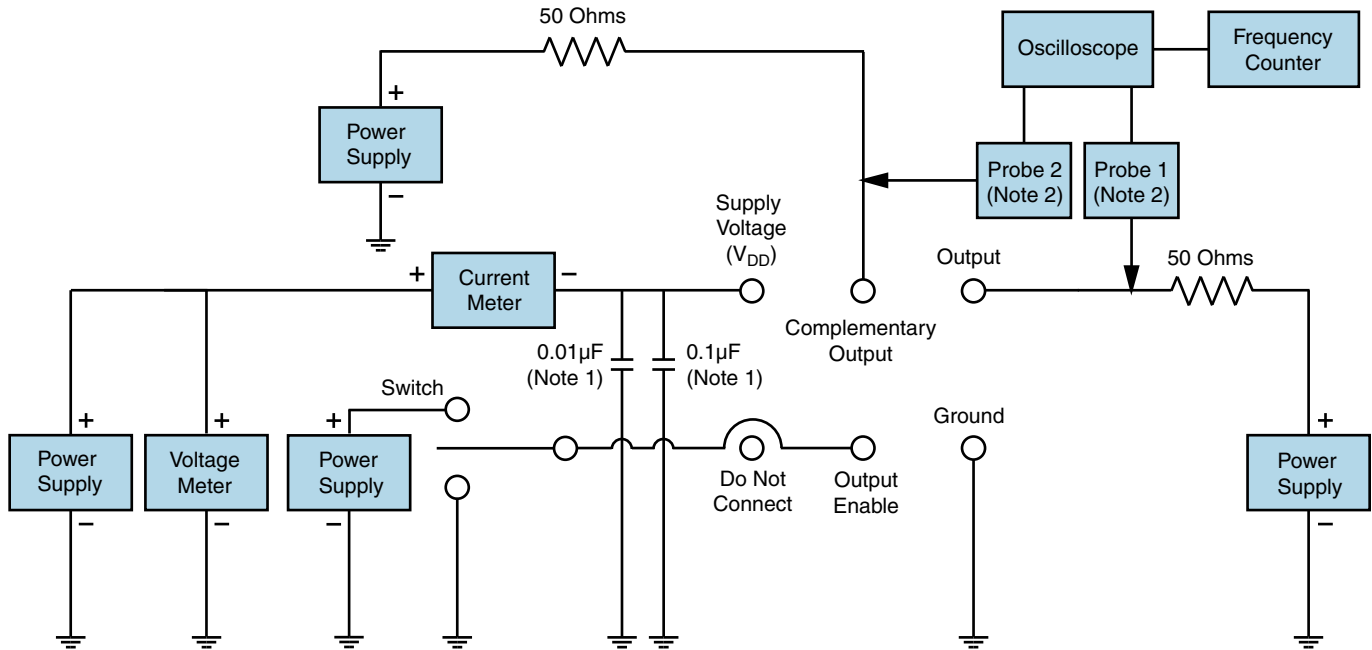 50 Ohms
Oscilloscope
Frequency
Counter
+
Power
Supply
−
Probe 2
(Note 2)
Probe 1
(Note 2)
Supply
Voltage
(VDD)
Output
50 Ohms
+
Current
Meter
−
Complementary
Output
0.01µF
(Note 1)
0.1µF
(Note 1)
Switch
Ground
+
Power
Supply
−
+
Voltage
Meter
−
+
Power
Supply
−
Do Not
Connect
Output
Enable
+
Power
Supply
−